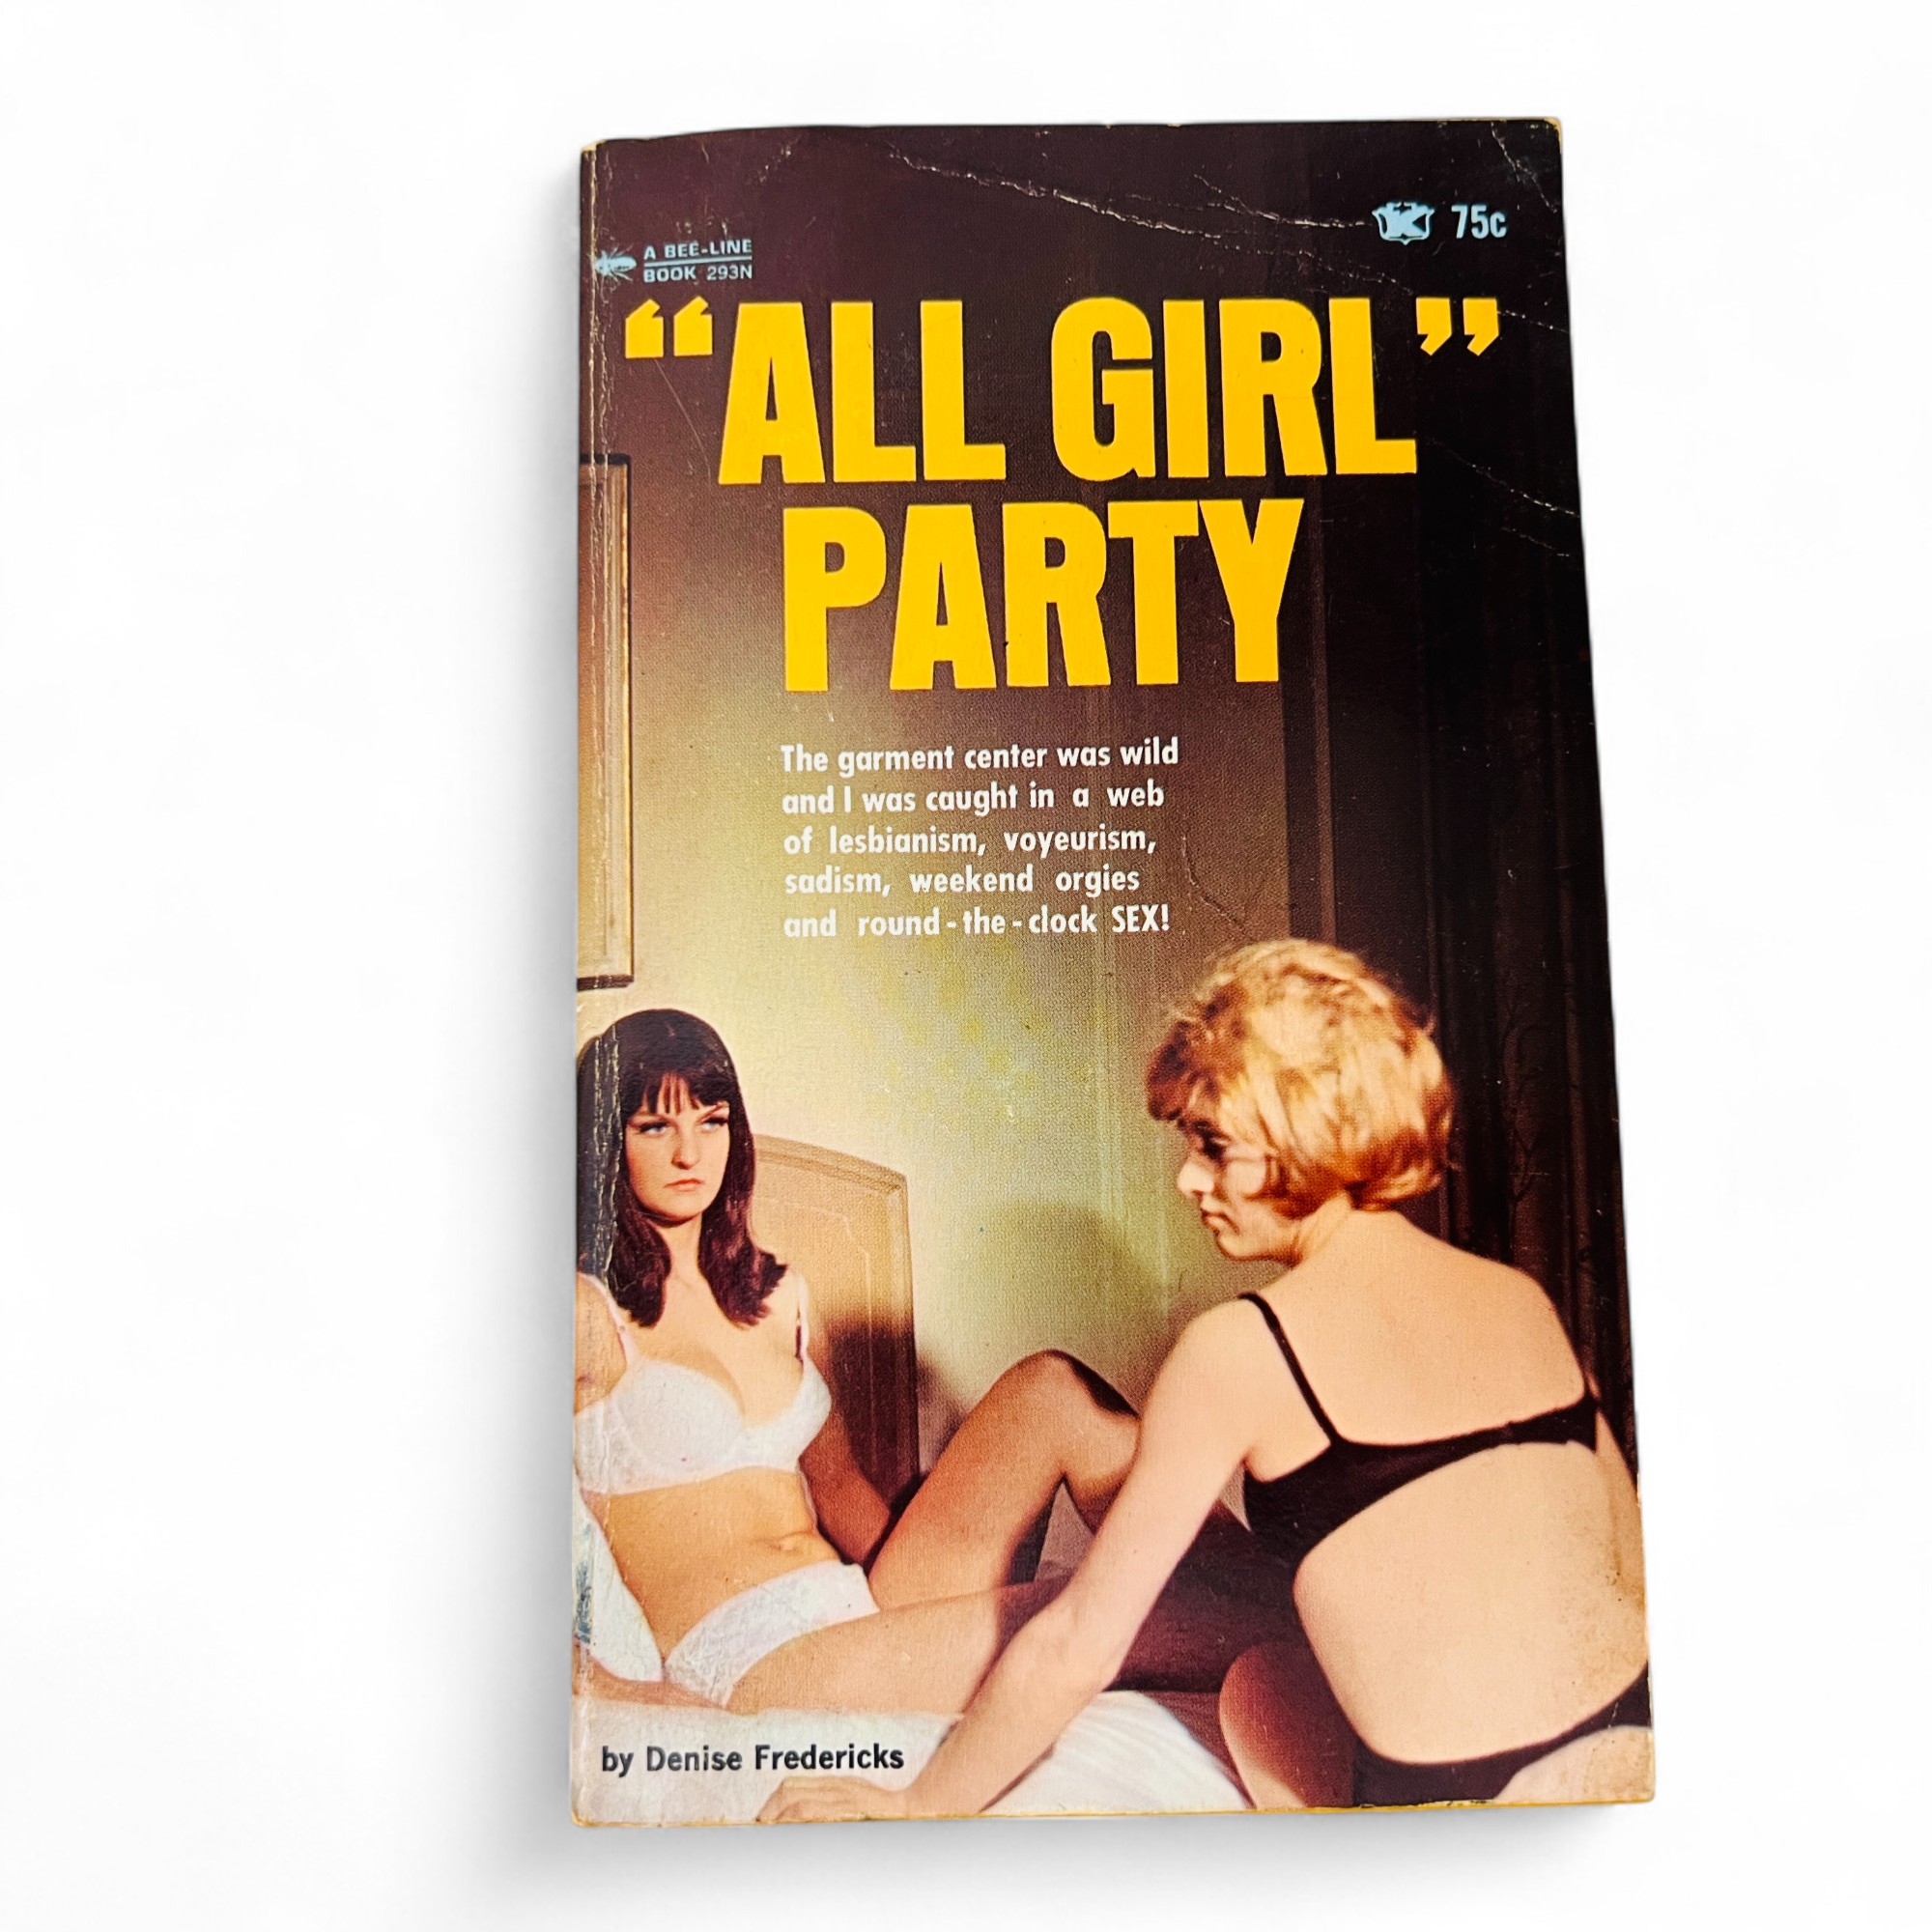 A BEE-LINE
BOOK 293N
K 75c
“ALL GIRL”
PARTY
The garment center was wild
and I was caught in a web
of lesbianism, voyeurism,
sadism, weekend orgies
and round-the-clock SEX!
by Denise Fredericks